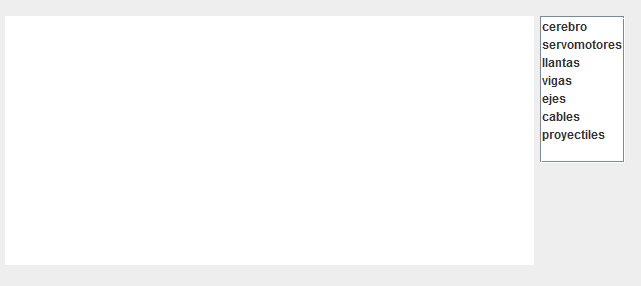 cerebro
servomotores
llantas
vigas
ejes
cables
proyectiles